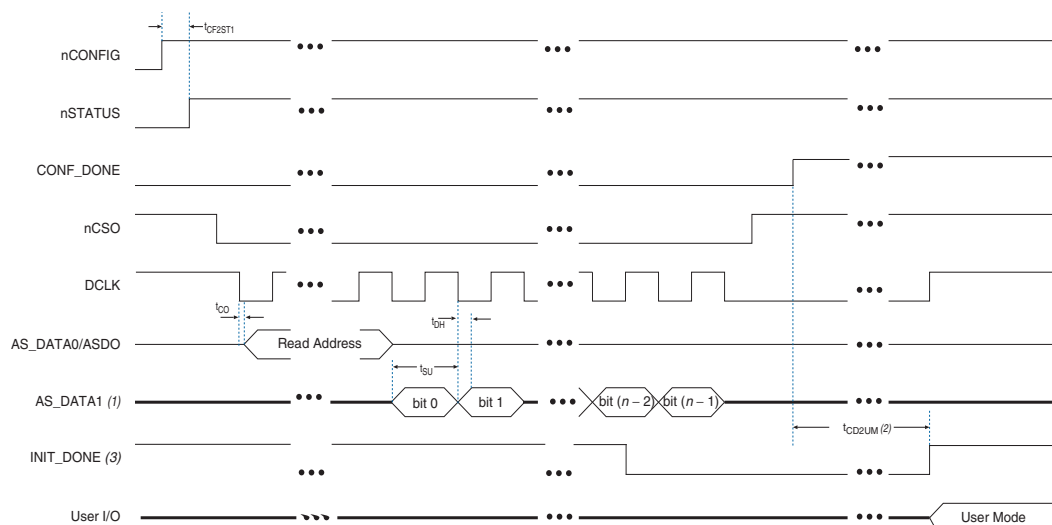 tCF2ST1
nCONFIG
nSTATUS
CONF_DONE
nCSO
DCLK
tCO
tDH
AS_DATA0/ASDO
Read Address
tSU
AS_DATA1 (1)
bit 0
bit 1
bit (n − 2)
bit (n − 1)
tCD2UM (2)
INIT_DONE (3)
User I/O
User Mode